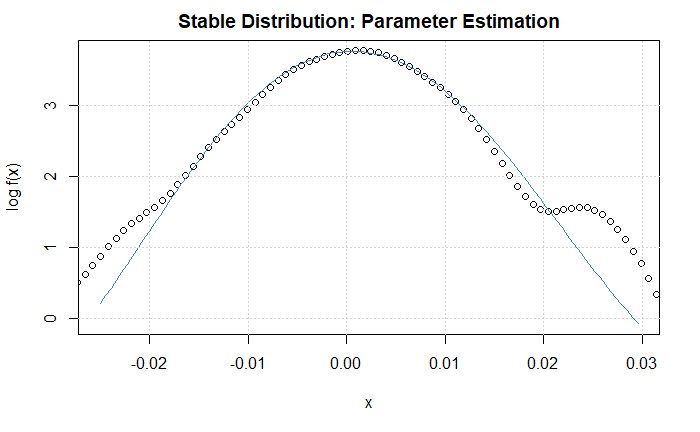 Stable Distribution: Parameter Estimation
log f(x)
3
2
1
0
-0.02 -0.01 0.00 0.01 0.02 0.03
x